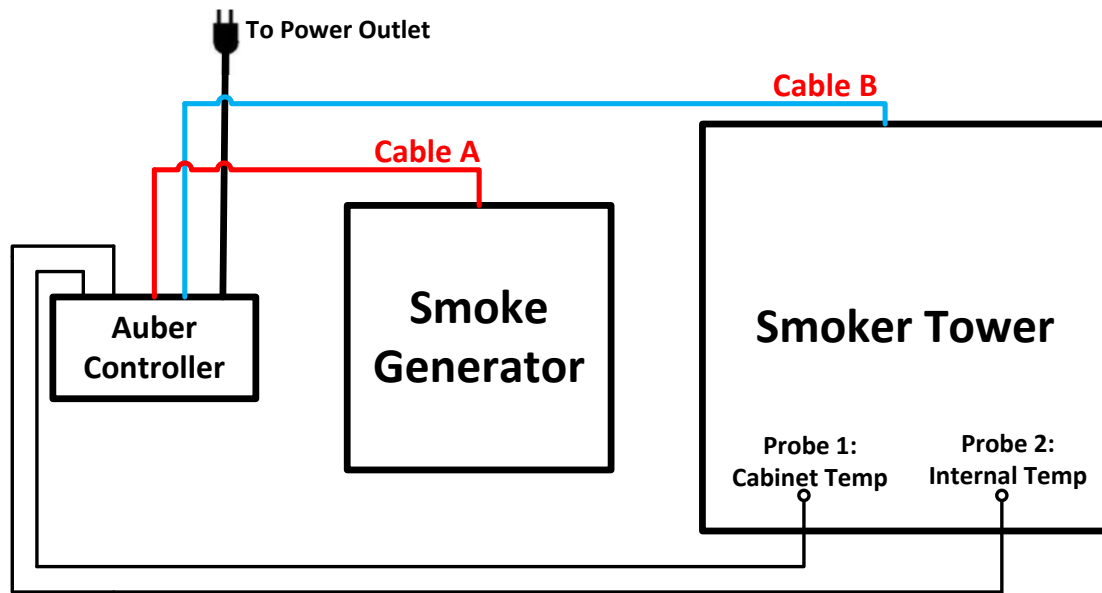 To Power Outlet
Cable B
Cable A
Auber
Controller
Smoke
Generator
Smoker Tower
Probe 1:
Cabinet Temp
Probe 2:
Internal Temp